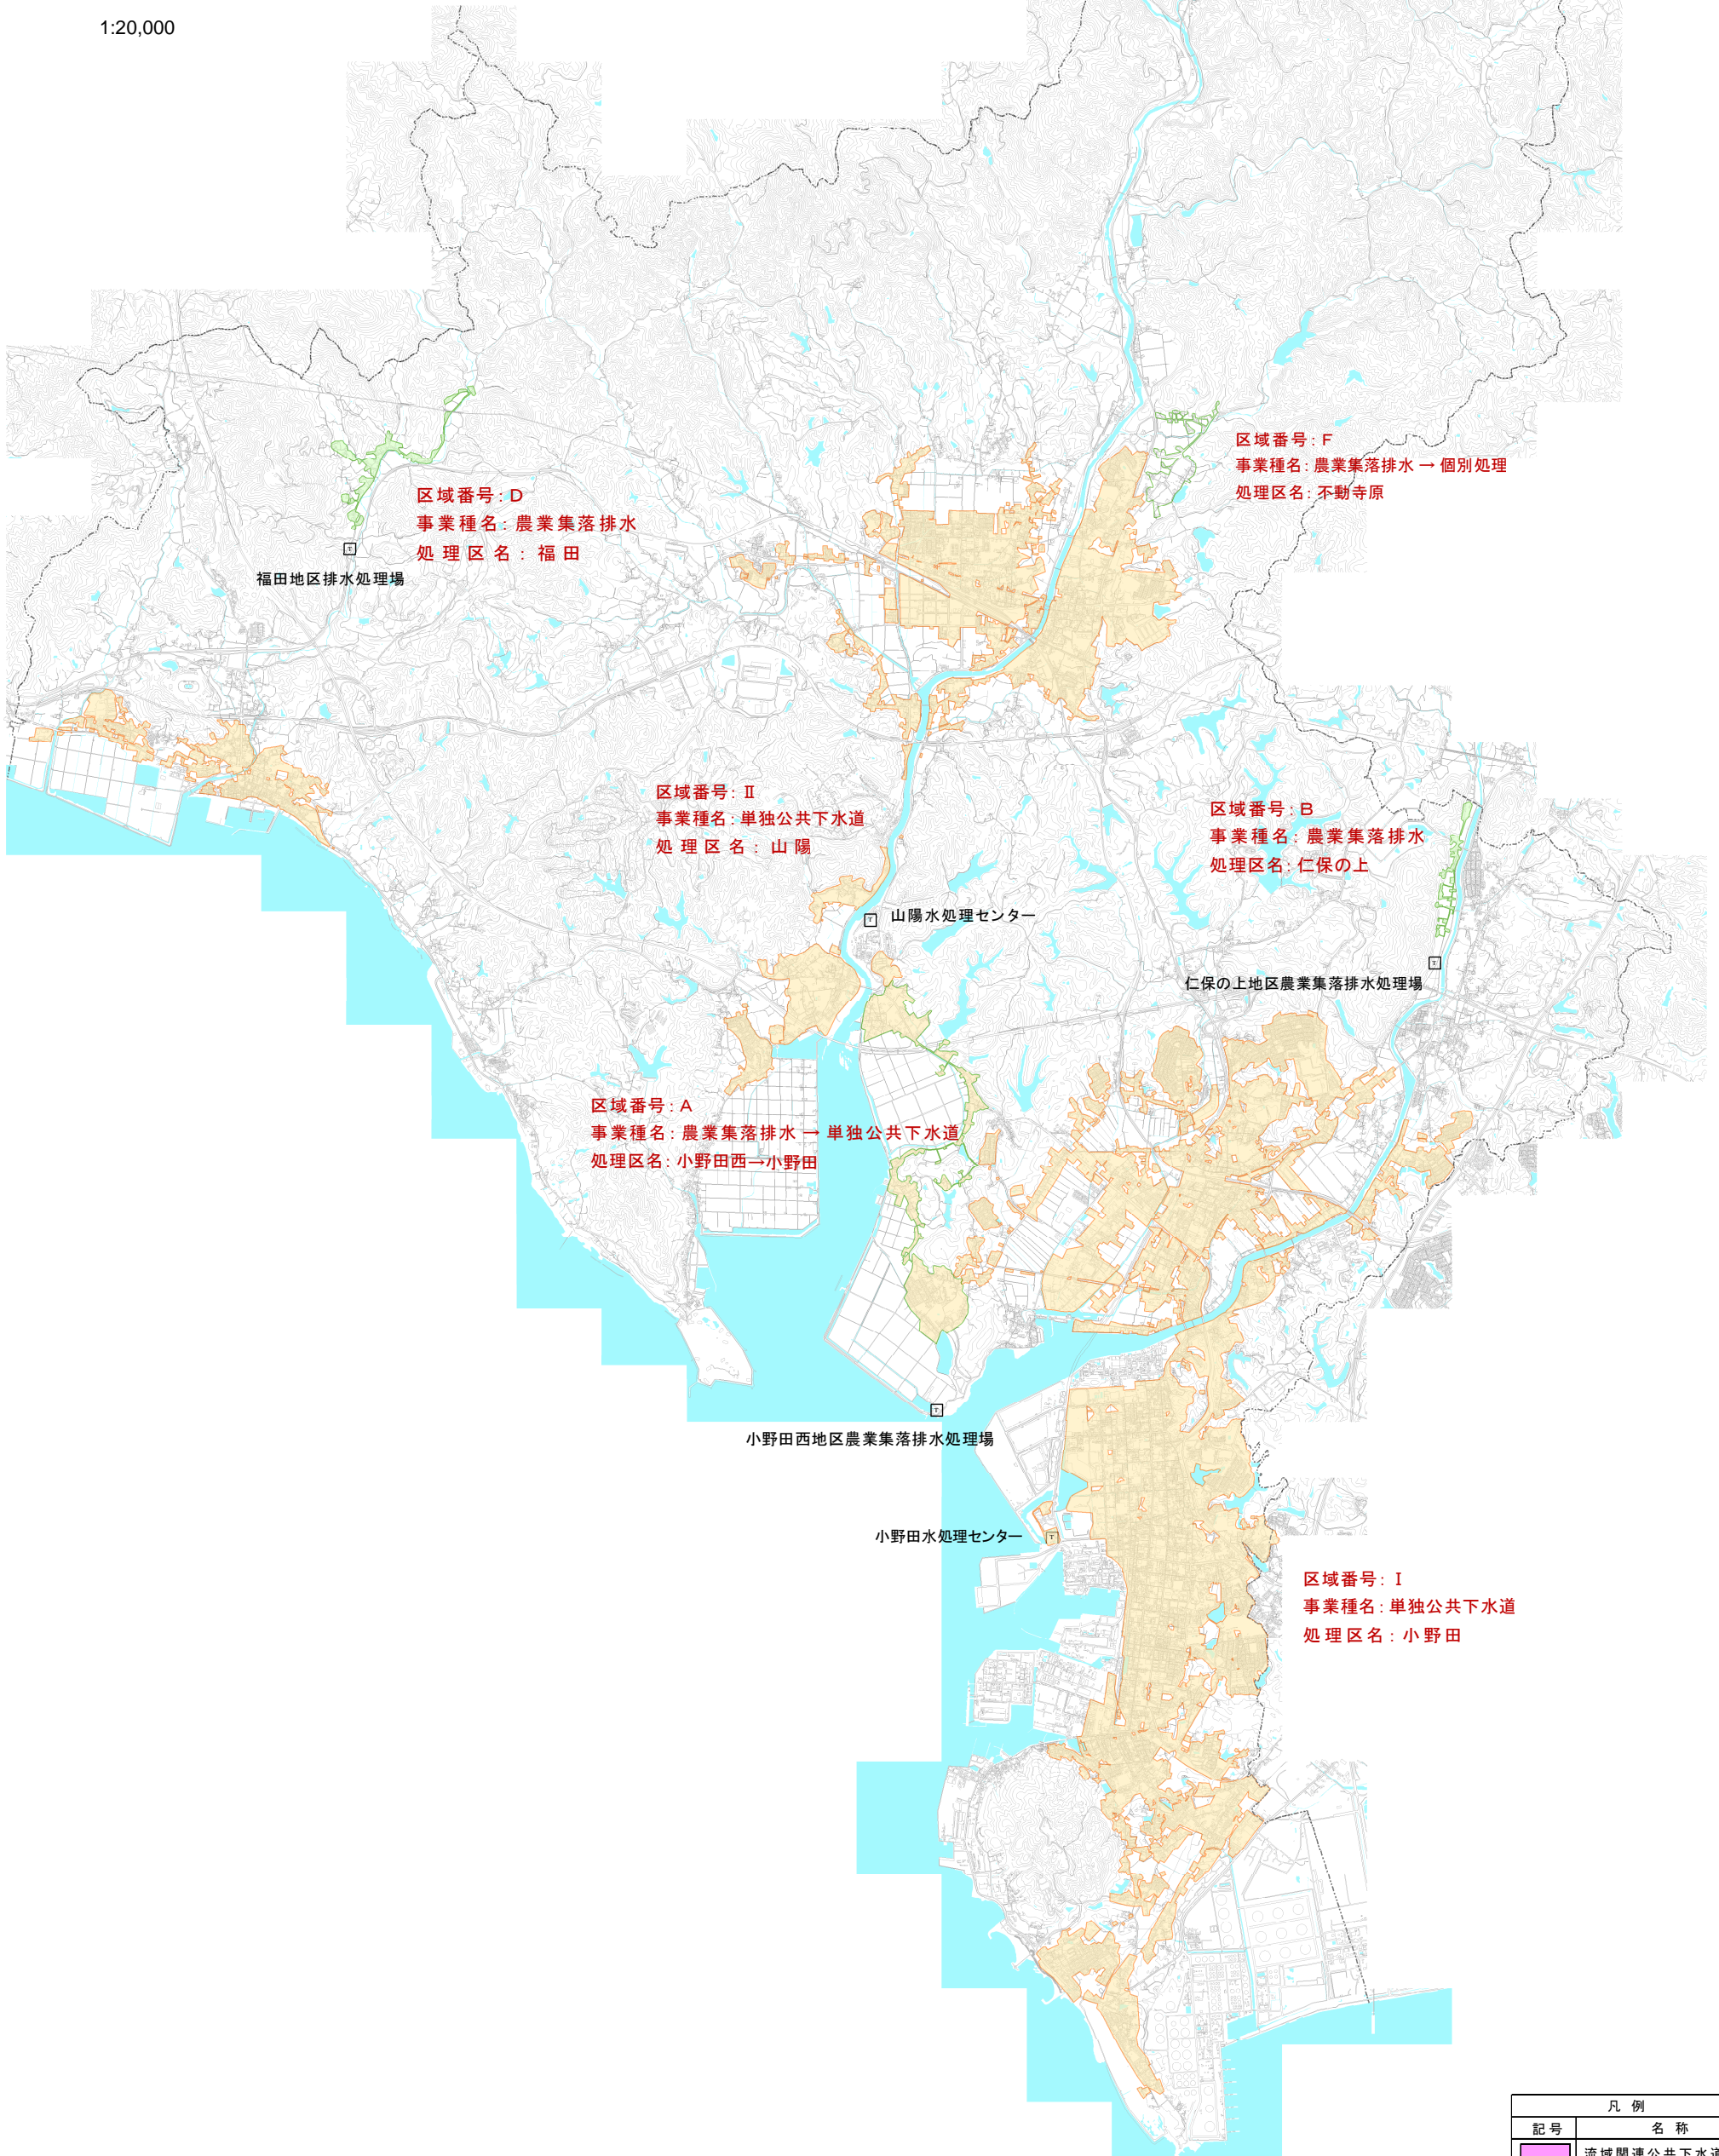 1:20,000
区域番号：F
事業種名：農業集落排水 → 個別処理
処理区名：不動寺原
区域番号：D
事業種名：農業集落排水
処理区名：福田
福田地区排水処理場
区域番号：Ⅱ
事業種名：単独公共下水道
処理区名：山陽
区域番号：B
事業種名：農業集落排水
処理区名：仁保の上
山陽水処理センター
仁保の上地区農業集落排水処理場
区域番号：A
事業種名：農業集落排水 → 単独公共下水道
処理区名：小野田西→小野田
小野田西地区農業集落排水処理場
小野田水処理センター
区域番号：Ⅰ
事業種名：単独公共下水道
処理区名：小野田
凡 例
記号 名 称
流域関連公共下水道
T
T
T
T
T